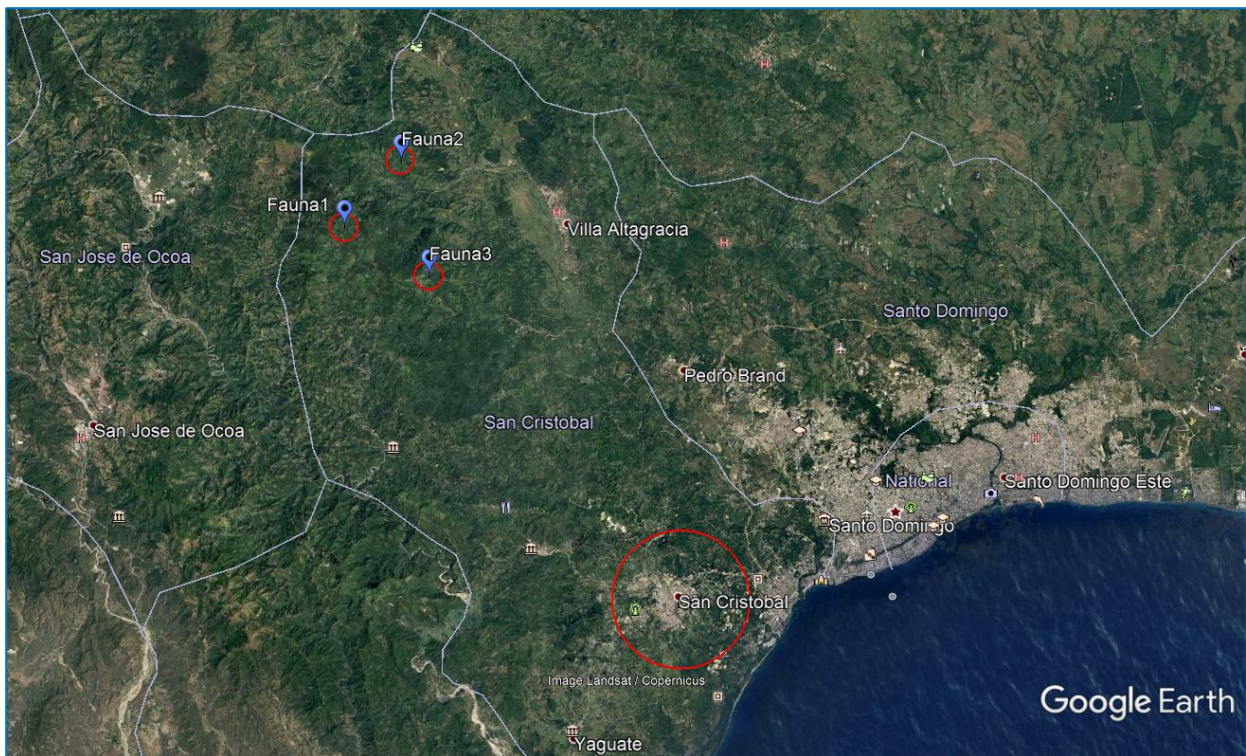 Fauna2
Fauna1
Villa Altagracia
Fauna3
San Jose de Ocoa
Santo Domingo
Pedro Brand
San Cristobal
San Jose de Ocoa
National
Santo Domingo Este
Santo Domingo
San Cristobal
Image Landsat / Copernicus
Google Earth
Yaguate